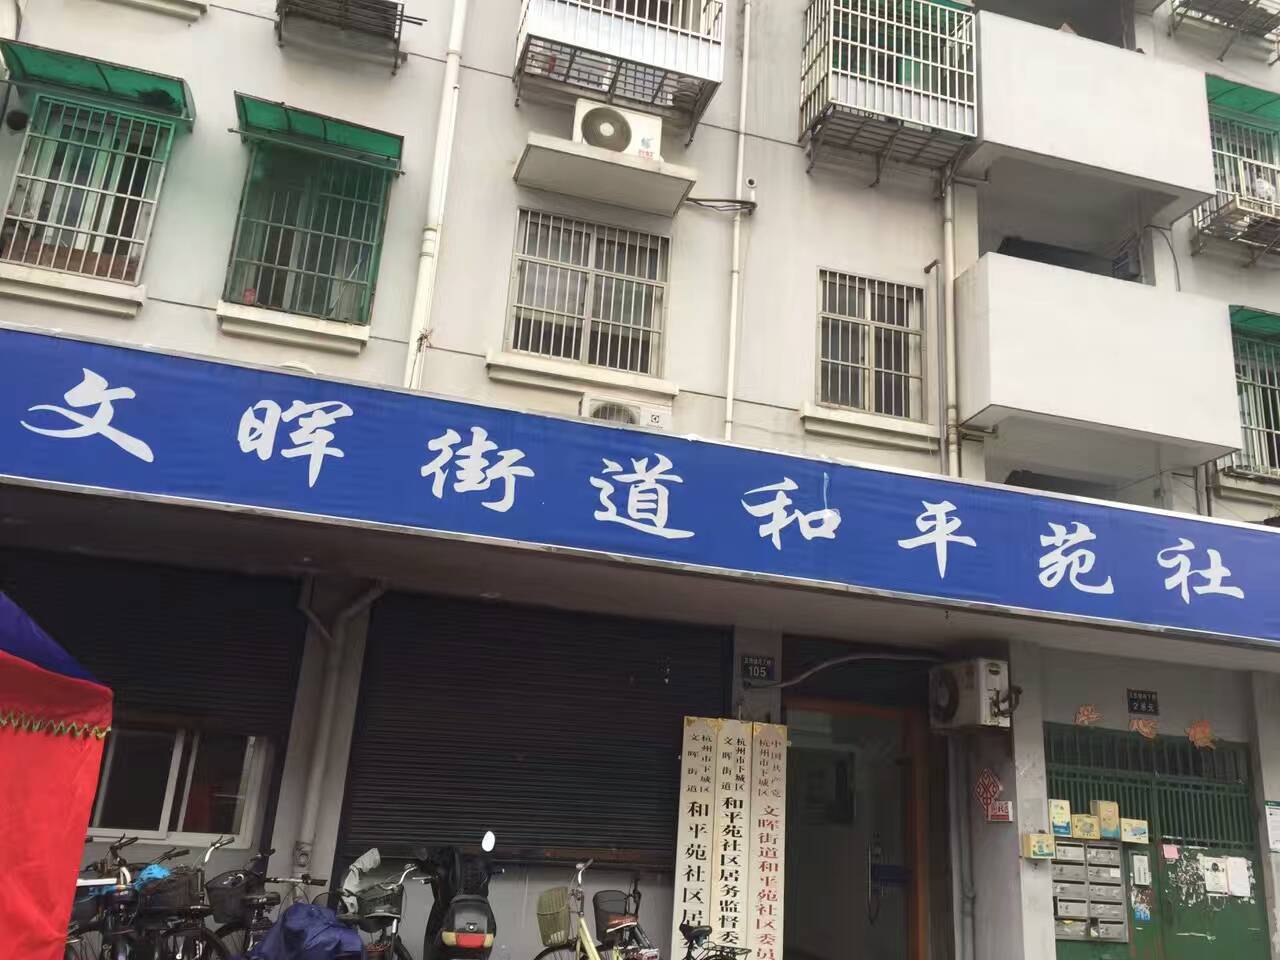 文晖街道和平苑社
105
2单元
杭州市下城区
文晖街道
和平苑社区居
杭州市下城区
文晖街道
和平苑社区居务监督委
中国共产党
杭州市下城区
文晖街道和平苑社区委员